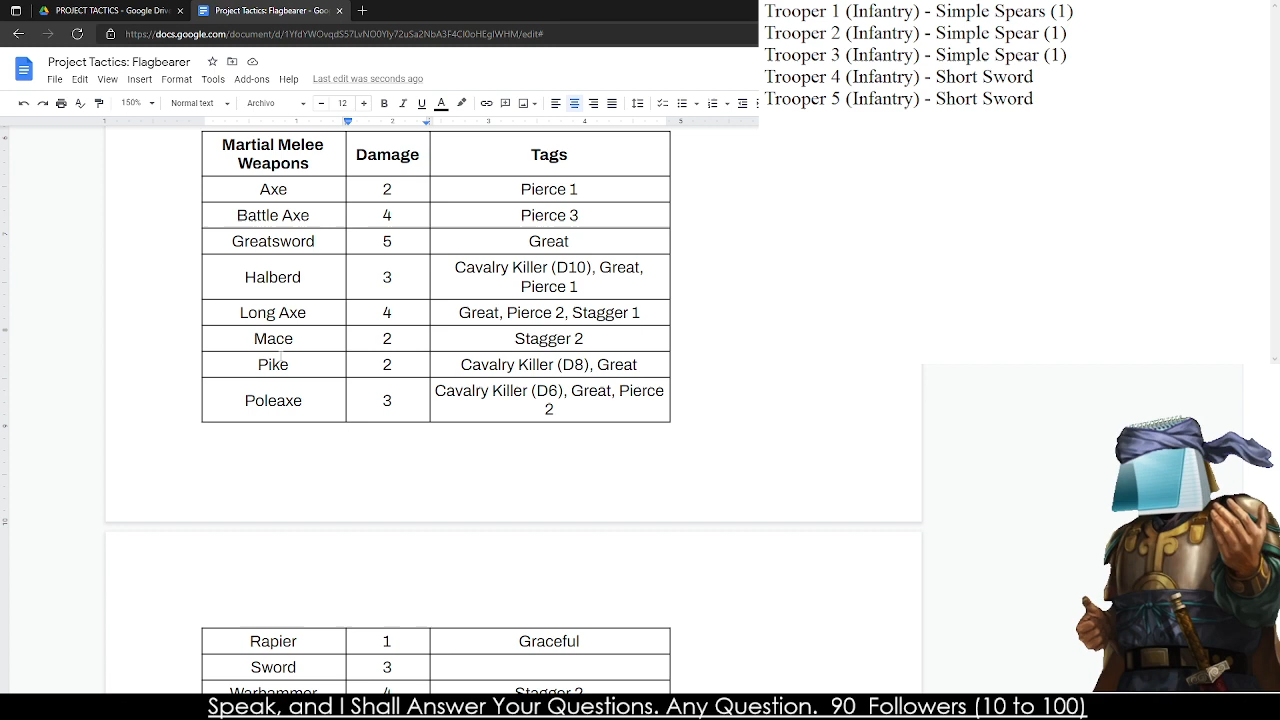 PROJECT TACTICS - Google Driv
Project Tactics: Flagbearer - Goo
https://docs.google.com/document/d/1YfdYWOvqdS57LvNO0Yly72uSa2NbA3F4Cl0oHEglWHM/edit#
Project Tactics: Flagbearer
File Edit View Insert Format Tools Add-ons Help Last edit was seconds ago
150% Normal text Archivo 12
Trooper 1 (Infantry) - Simple Spears (1)
Trooper 2 (Infantry) - Simple Spear (1)
Trooper 3 (Infantry) - Simple Spear (1)
Trooper 4 (Infantry) - Short Sword
Trooper 5 (Infantry) - Short Sword
Martial Melee
Weapons Damage Tags
Axe 2 Pierce 1
Battle Axe 4 Pierce 3
Greatsword 5 Great
Halberd 3 Cavalry Killer (D10), Great,
Pierce 1
Long Axe 4 Great, Pierce 2, Stagger 1
Mace 2 Stagger 2
Pike 2 Cavalry Killer (D8), Great
Poleaxe 3 Cavalry Killer (D6), Great, Pierce
2
Rapier 1 Graceful
Sword 3
Warhammer 4 Stagger 2
Speak, and I Shall Answer Your Questions. Any Question. 90 Followers (10 to 100)